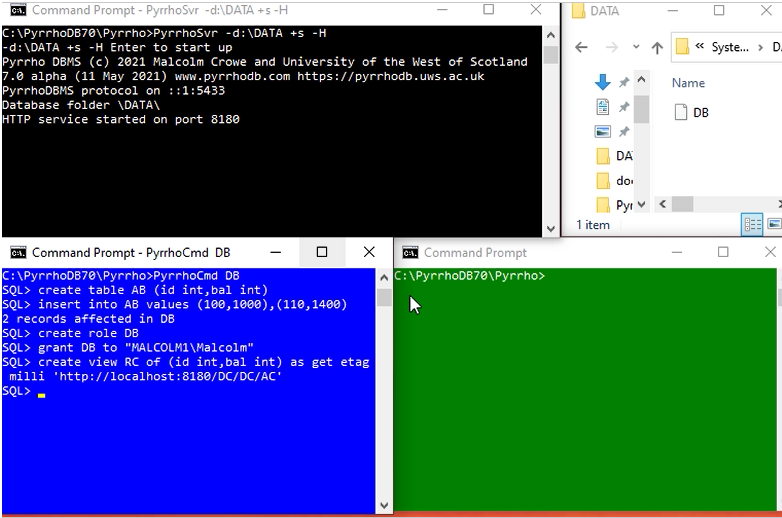 Command Prompt - PyrrhoSvr -d:\DATA +s -H
C:\PyrrhoDB70\Pyrrho>PyrrhoSvr -d:\DATA +s -H
-d:\DATA +s -H Enter to start up
Pyrrho DBMS (c) 2021 Malcolm Crowe and University of the West of Scotland
7.0 alpha (11 May 2021) www.pyrrhodb.com https://pyrrhodb.uws.ac.uk
PyrrhoDBMS protocol on ::1:5433
Database folder \DATA\
HTTP service started on port 8180
DATA
« Syste... > D
Name
DB
DA
doc
Pyr
1 item
Command Prompt - PyrrhoCmd DB
C:\PyrrhoDB70\Pyrrho>PyrrhoCmd DB
SQL> create table AB (id int,bal int)
SQL> insert into AB values (100,1000),(110,1400)
2 records affected in DB
SQL> create role DB
SQL> grant DB to "MALCOLM1\Malcolm"
SQL> create view RC of (id int,bal int) as get etag
milli 'http://localhost:8180/DC/DC/AC'
SQL>
Command Prompt
C:\PyrrhoDB70\Pyrrho>